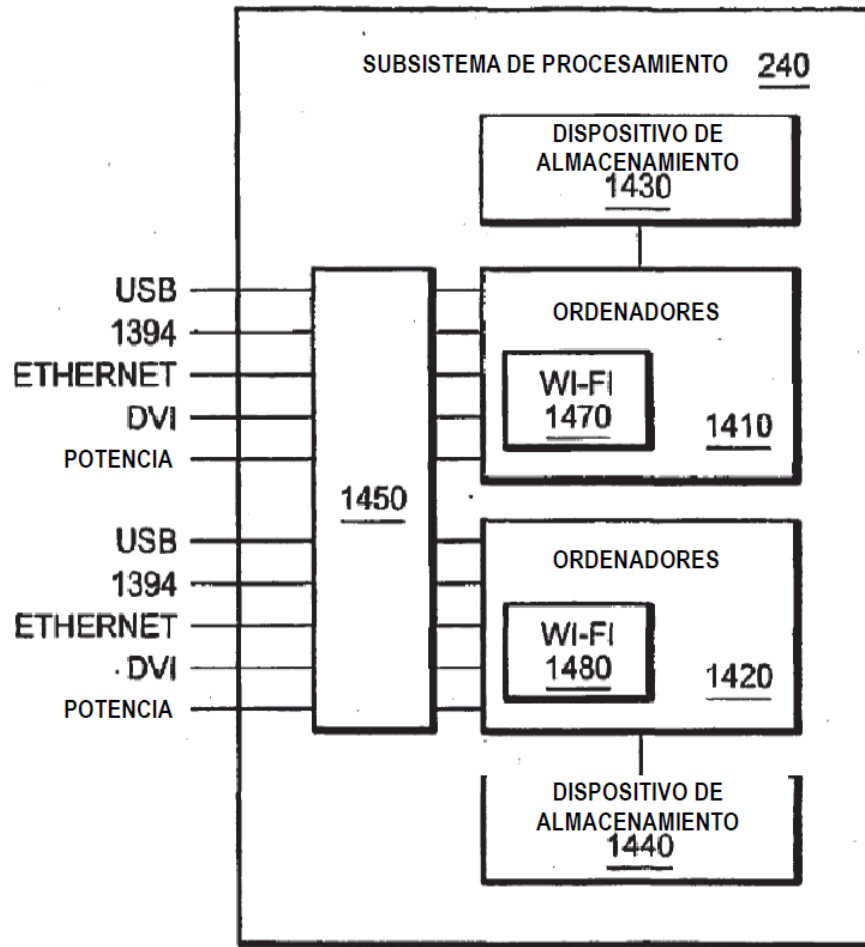 SUBSISTEMA DE PROCESAMIENTO 240
DISPOSITIVO DE
ALMACENAMIENTO
1430
USB
1394
ETHERNET
DVI
POTENCIA
1450
ORDENADORES
WI-FI
1470
1410
USB
1394
ETHERNET
DVI
POTENCIA
ORDENADORES
WI-FI
1480
1420
DISPOSITIVO DE
ALMACENAMIENTO
1440